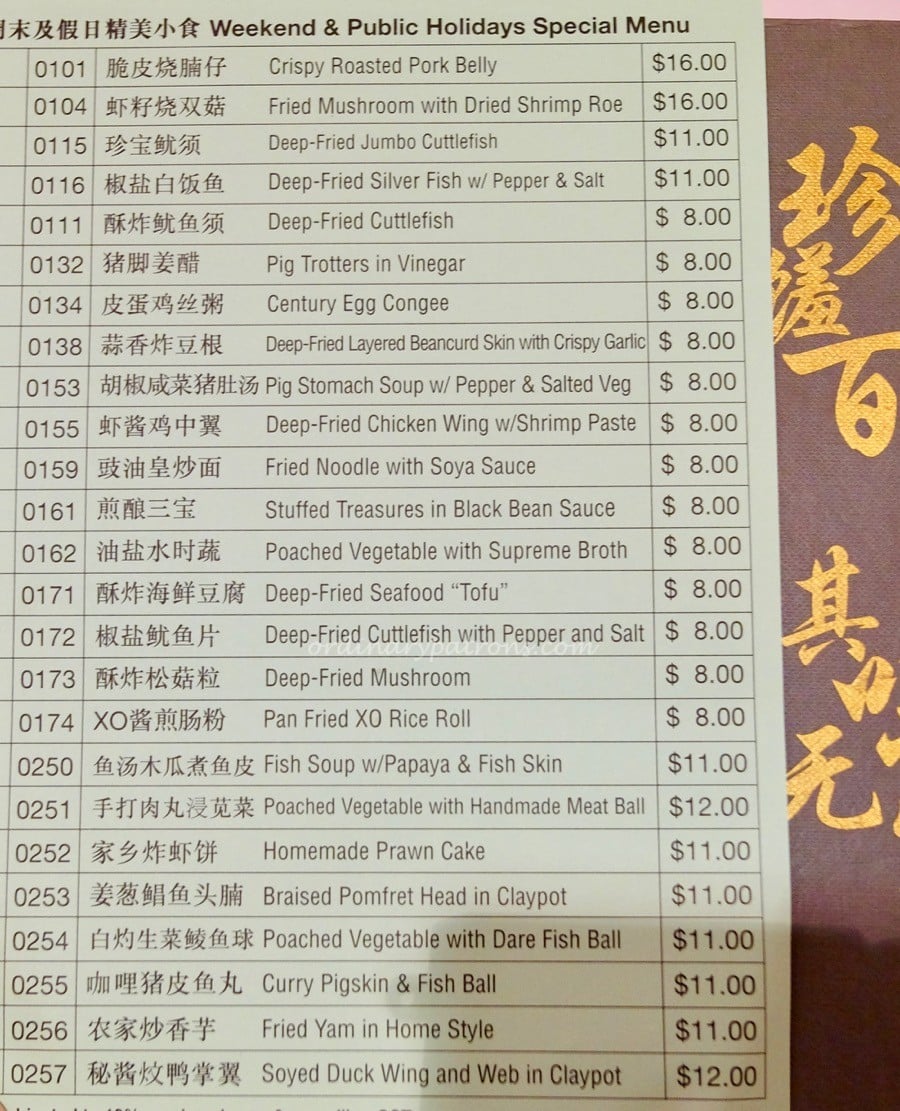 末及假日精美小食 Weekend & Public Holidays Special Menu
0101 脆皮烧腩仔 Crispy Roasted Pork Belly $16.00
0104 虾籽烧双菇 Fried Mushroom with Dried Shrimp Roe $16.00
0115 珍宝鱿须 Deep-Fried Jumbo Cuttlefish $11.00
0116 椒盐白饭鱼 Deep-Fried Silver Fish w/ Pepper & Salt $11.00
0111 酥炸鱿鱼须 Deep-Fried Cuttlefish $ 8.00
0132 猪脚姜醋 Pig Trotters in Vinegar $ 8.00
0134 皮蛋鸡丝粥 Century Egg Congee $ 8.00
0138 蒜香炸豆根 Deep-Fried Layered Beancurd Skin with Crispy Garlic $ 8.00
0153 胡椒咸菜猪肚汤 Pig Stomach Soup w/ Pepper & Salted Veg $ 8.00
0155 虾酱鸡中翼 Deep-Fried Chicken Wing w/Shrimp Paste $ 8.00
0159 豉油皇炒面 Fried Noodle with Soya Sauce $ 8.00
0161 煎酿三宝 Stuffed Treasures in Black Bean Sauce $ 8.00
0162 油盐水时蔬 Poached Vegetable with Supreme Broth $ 8.00
0171 酥炸海鲜豆腐 Deep-Fried Seafood “Tofu” $ 8.00
0172 椒盐鱿鱼片 Deep-Fried Cuttlefish with Pepper and Salt $ 8.00
ordinarypatrons.com
0173 酥炸松菇粒 Deep-Fried Mushroom $ 8.00
0174 XO酱煎肠粉 Pan Fried XO Rice Roll $ 8.00
0250 鱼汤木瓜煮鱼皮 Fish Soup w/Papaya & Fish Skin $11.00
0251 手打肉丸浸苋菜 Poached Vegetable with Handmade Meat Ball $12.00
0252 家乡炸虾饼 Homemade Prawn Cake $11.00
0253 姜葱鲳鱼头腩 Braised Pomfret Head in Claypot $11.00
0254 白灼生菜鲮鱼球 Poached Vegetable with Dare Fish Ball $11.00
0255 咖哩猪皮鱼丸 Curry Pigskin & Fish Ball $11.00
0256 农家炒香芋 Fried Yam in Home Style $11.00
0257 秘酱炆鸭掌翼 Soyed Duck Wing and Web in Claypot $12.00
珍馐百
其味
无